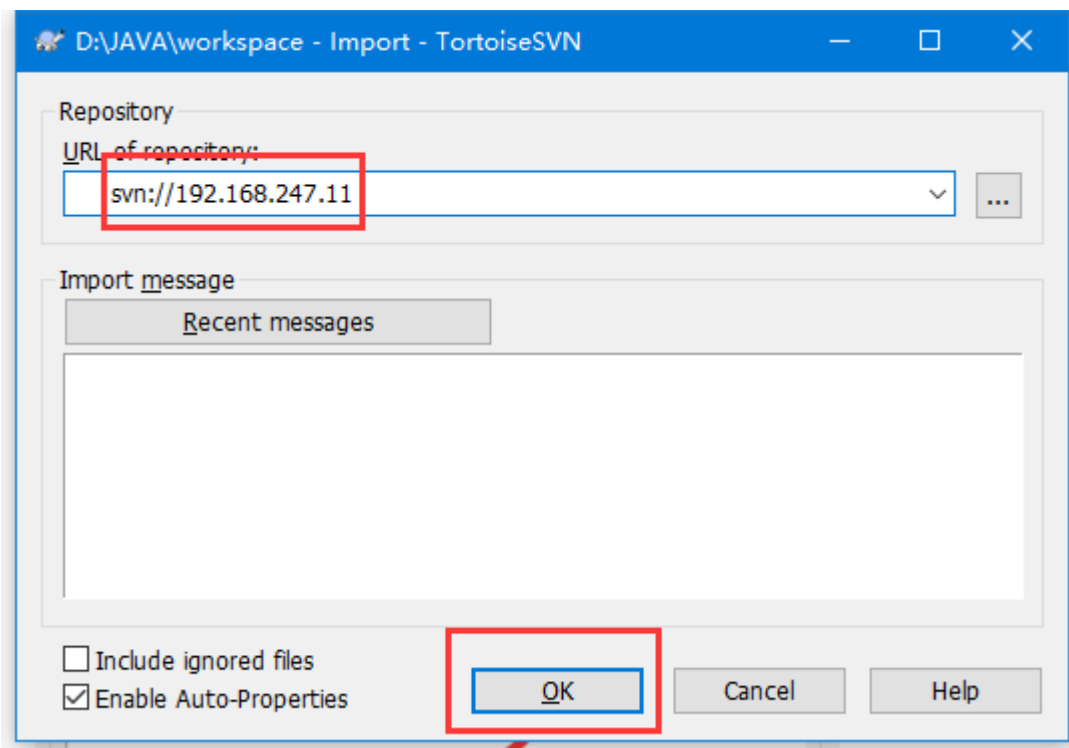 D:\JAVA\workspace - Import - TortoiseSVN
Repository
URL of repository:
svn://192.168.247.11
...
Import message
Recent messages
Include ignored files
Enable Auto-Properties
OK
Cancel
Help